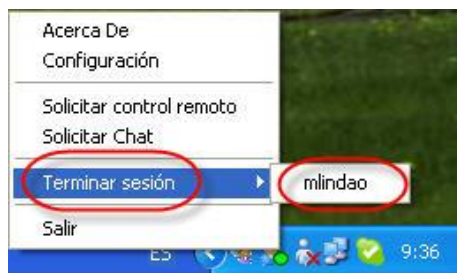 Acerca De
Configuración
Solicitar control remoto
Solicitar Chat
Terminar sesión
mlindao
Salir
ES
9:36